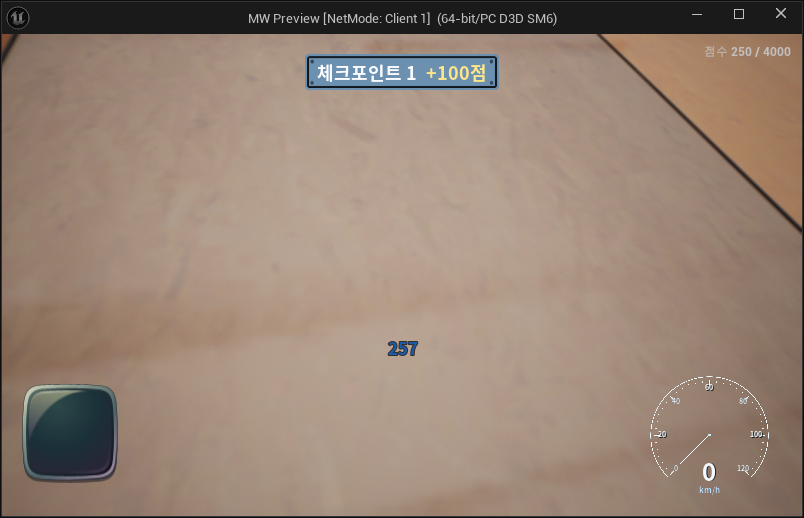 MW Preview [NetMode: Client 1] (64-bit/PC D3D SM6)
점수 250 / 4000
체크포인트 1 +100점
257
0
20
40
60
80
100
120
0
km/h